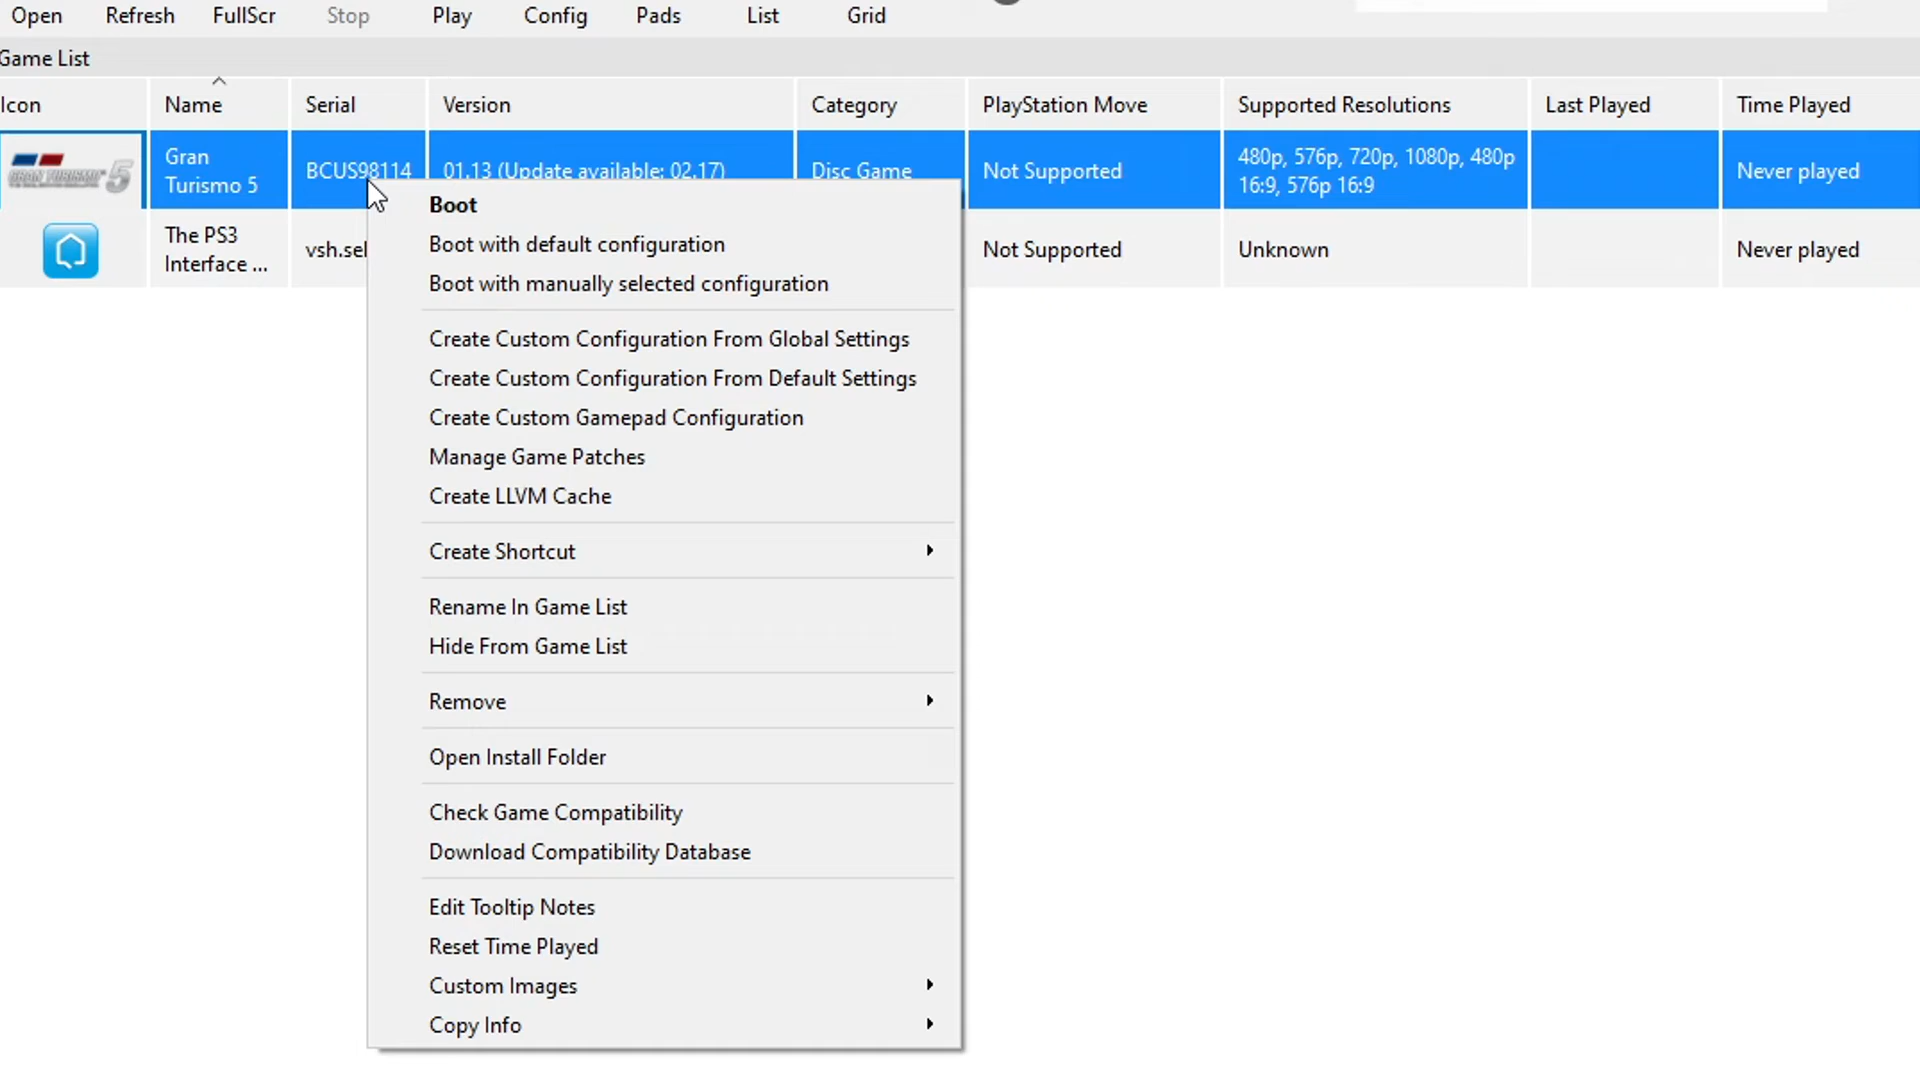 Open Refresh FullScr Stop Play Config Pads List Grid
Game List
Icon Name Serial Version Category PlayStation Move Supported Resolutions Last Played Time Played
GRAN TURISMO 5
Gran
Turismo 5
BCUS98114
01.13 (Update available: 02.17)
Disc Game
Not Supported
480p, 576p, 720p, 1080p, 480p
16:9, 576p 16:9
Never played
The PS3
Interface ...
vsh.sel
Not Supported
Unknown
Never played
Boot
Boot with default configuration
Boot with manually selected configuration
Create Custom Configuration From Global Settings
Create Custom Configuration From Default Settings
Create Custom Gamepad Configuration
Manage Game Patches
Create LLVM Cache
Create Shortcut
Rename In Game List
Hide From Game List
Remove
Open Install Folder
Check Game Compatibility
Download Compatibility Database
Edit Tooltip Notes
Reset Time Played
Custom Images
Copy Info